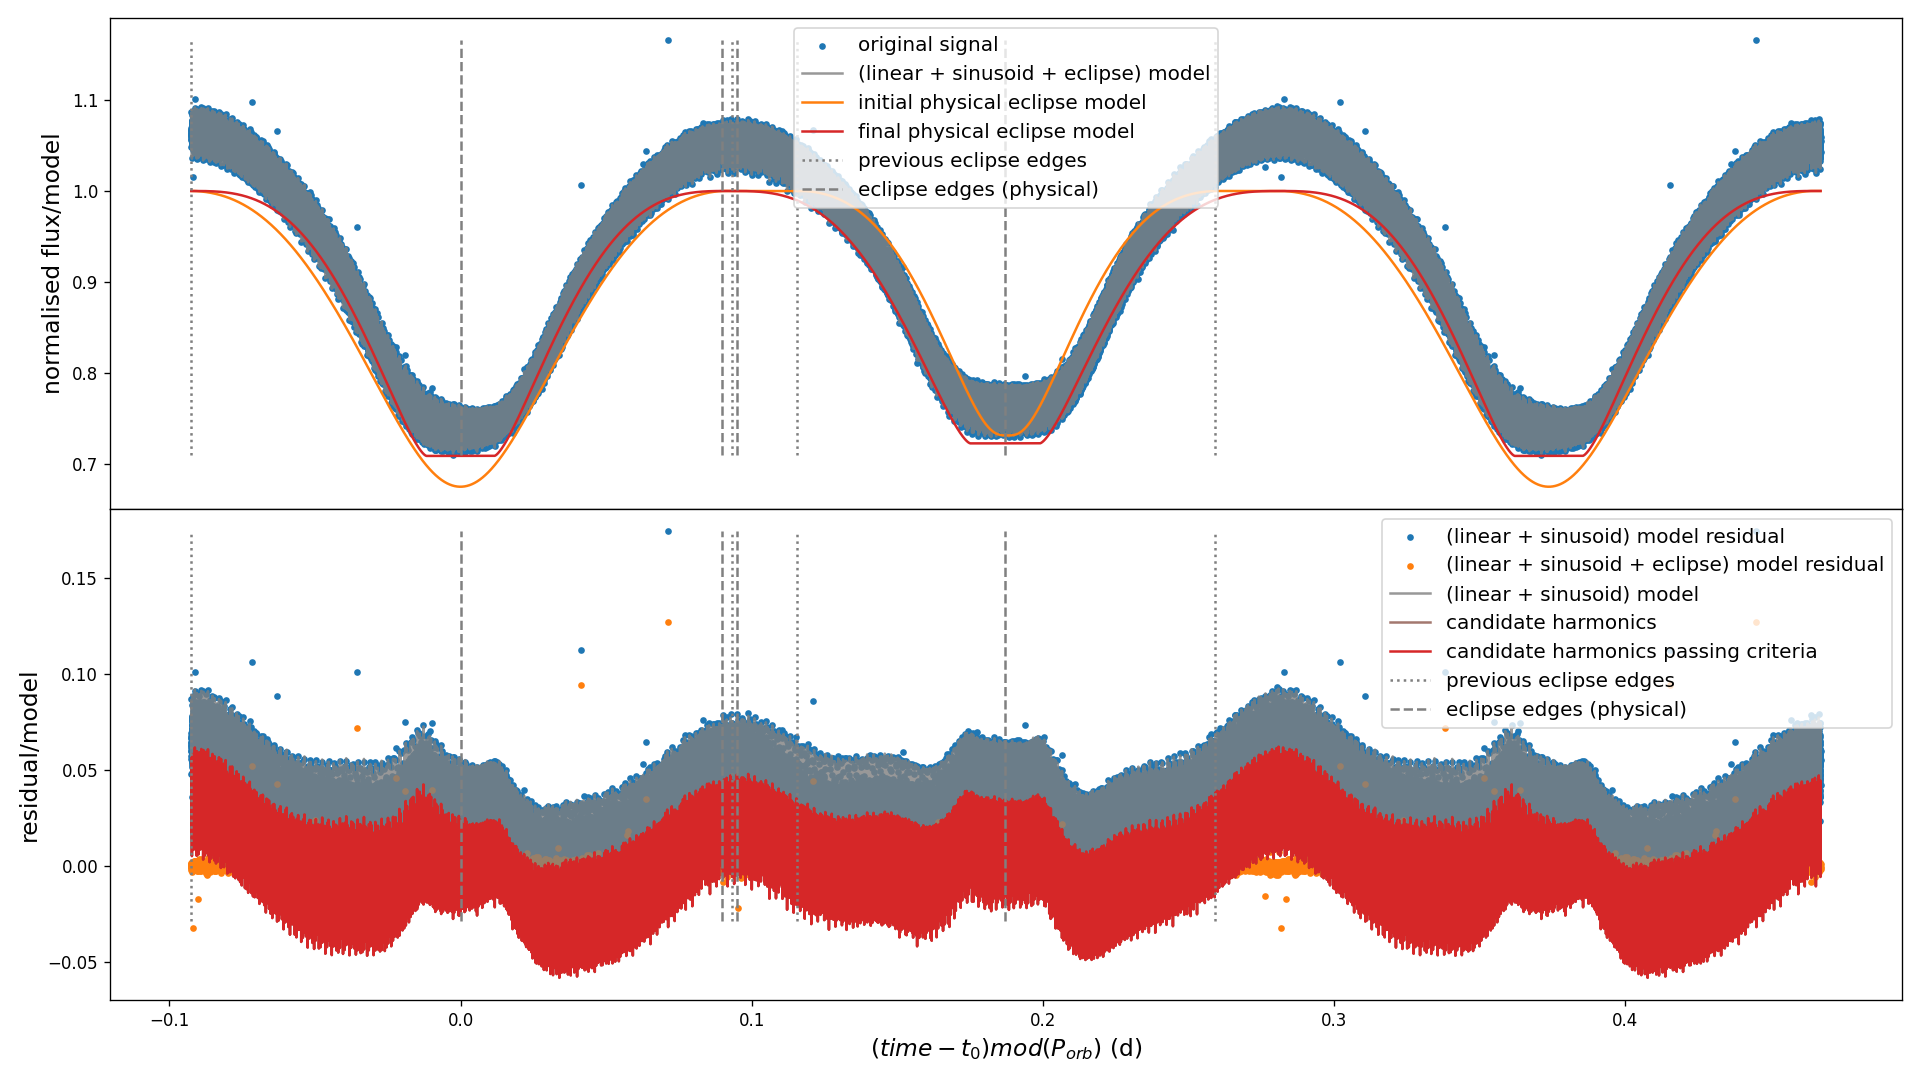 normalised flux/model
1.1
1.0
0.9
0.8
0.7
original signal
(linear + sinusoid + eclipse) model
initial physical eclipse model
final physical eclipse model
previous eclipse edges
eclipse edges (physical)
residual/model
0.15
0.10
0.05
0.00
−0.05
(linear + sinusoid) model residual
(linear + sinusoid + eclipse) model residual
(linear + sinusoid) model
candidate harmonics
candidate harmonics passing criteria
previous eclipse edges
eclipse edges (physical)
−0.1 0.0 0.1 0.2 0.3 0.4
(time − t₀)mod(Pₒᵣb) (d)